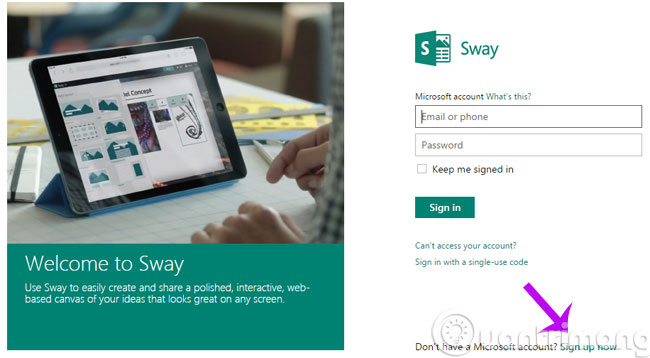 Sway
Microsoft account What's this?
Email or phone
Password
Keep me signed in
Sign in
Can't access your account?
Sign in with a single-use code
Don't have a Microsoft account? Sign up now
Quantrimang
Welcome to Sway
Use Sway to easily create and share a polished, interactive, web-
based canvas of your ideas that looks great on any screen.